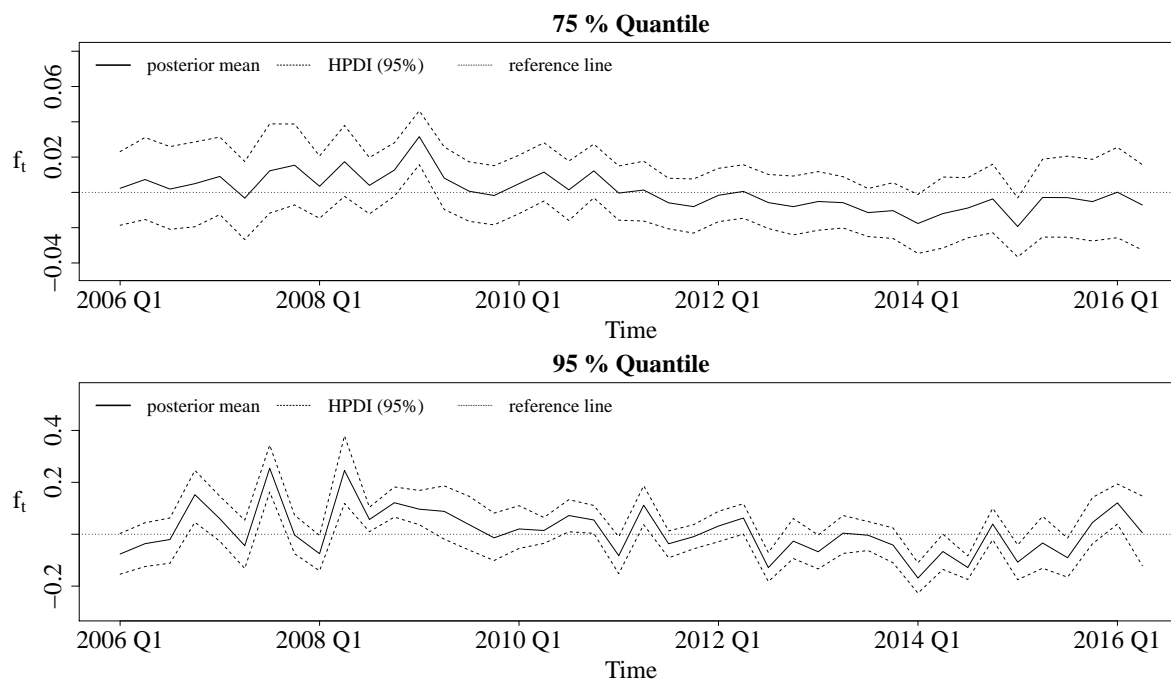 75 % Quantile
posterior mean HPDI (95%) reference line
0.06
0.02
−0.04
f_t
2006 Q1 2008 Q1 2010 Q1 2012 Q1 2014 Q1 2016 Q1
Time
95 % Quantile
posterior mean HPDI (95%) reference line
0.4
0.2
−0.2
f_t
2006 Q1 2008 Q1 2010 Q1 2012 Q1 2014 Q1 2016 Q1
Time